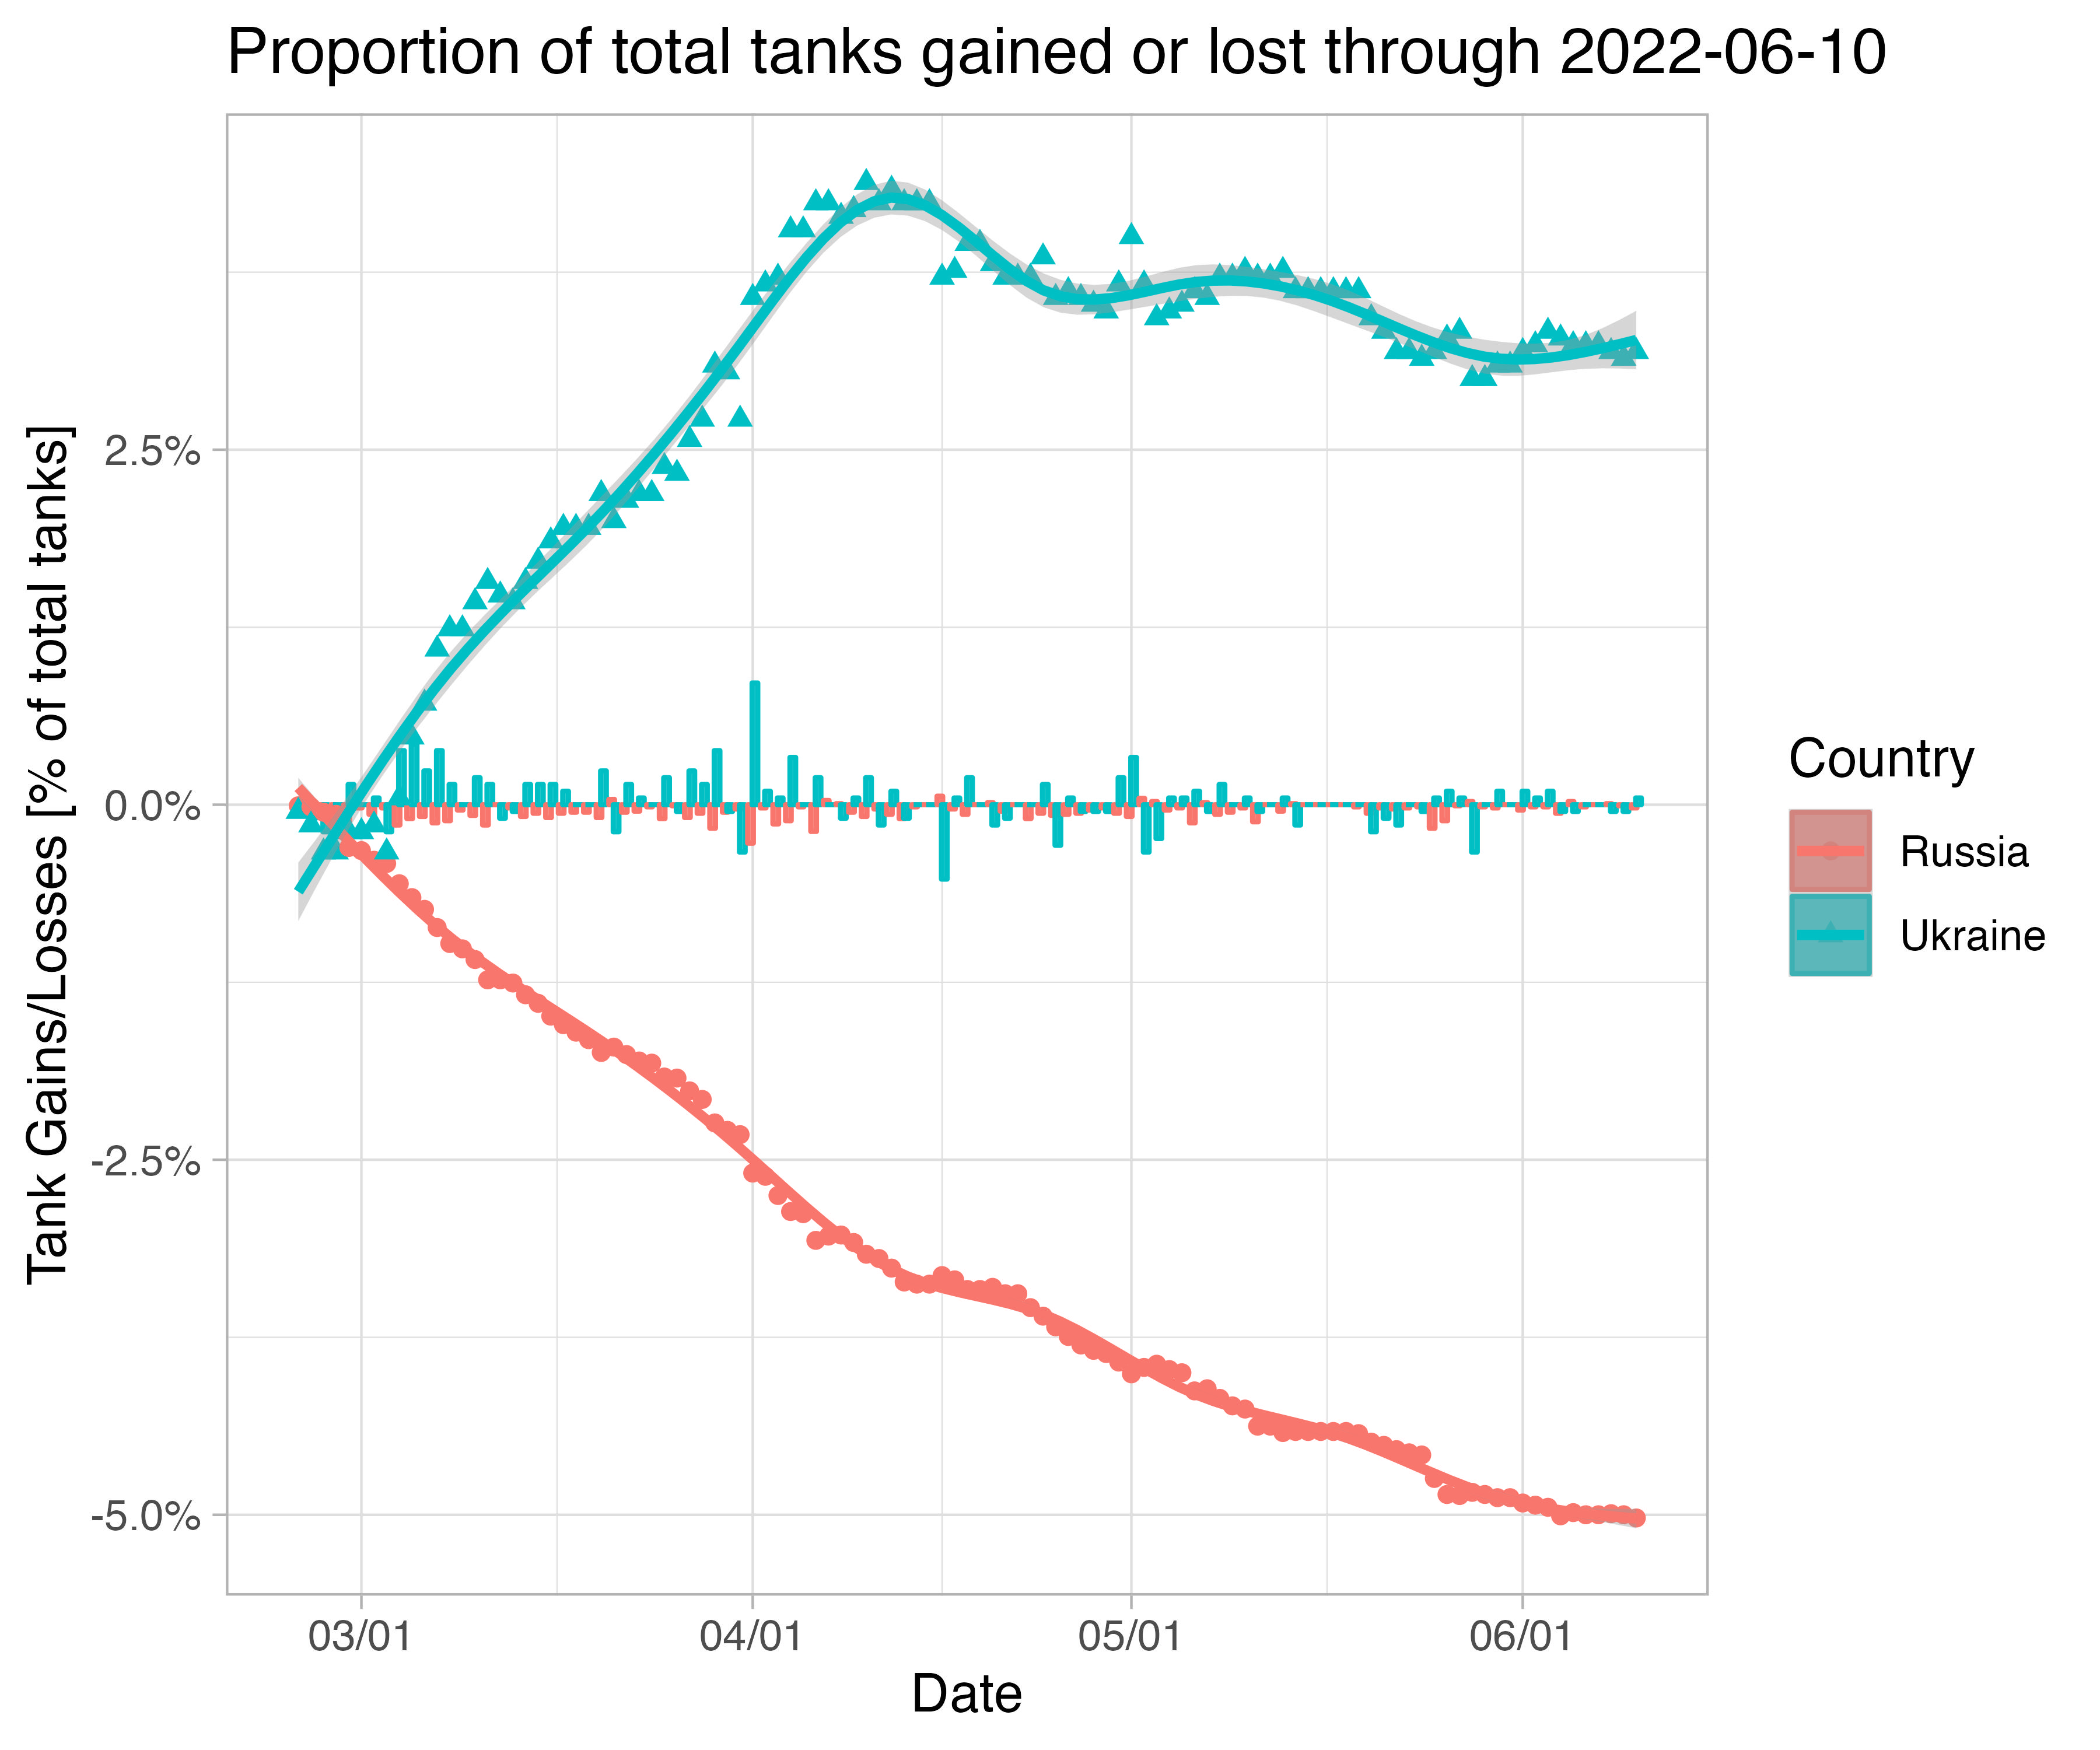 Proportion of total tanks gained or lost through 2022-06-10
Tank Gains/Losses [% of total tanks]
2.5%
0.0%
-2.5%
-5.0%
03/01
04/01
05/01
06/01
Date
Country
Russia
Ukraine